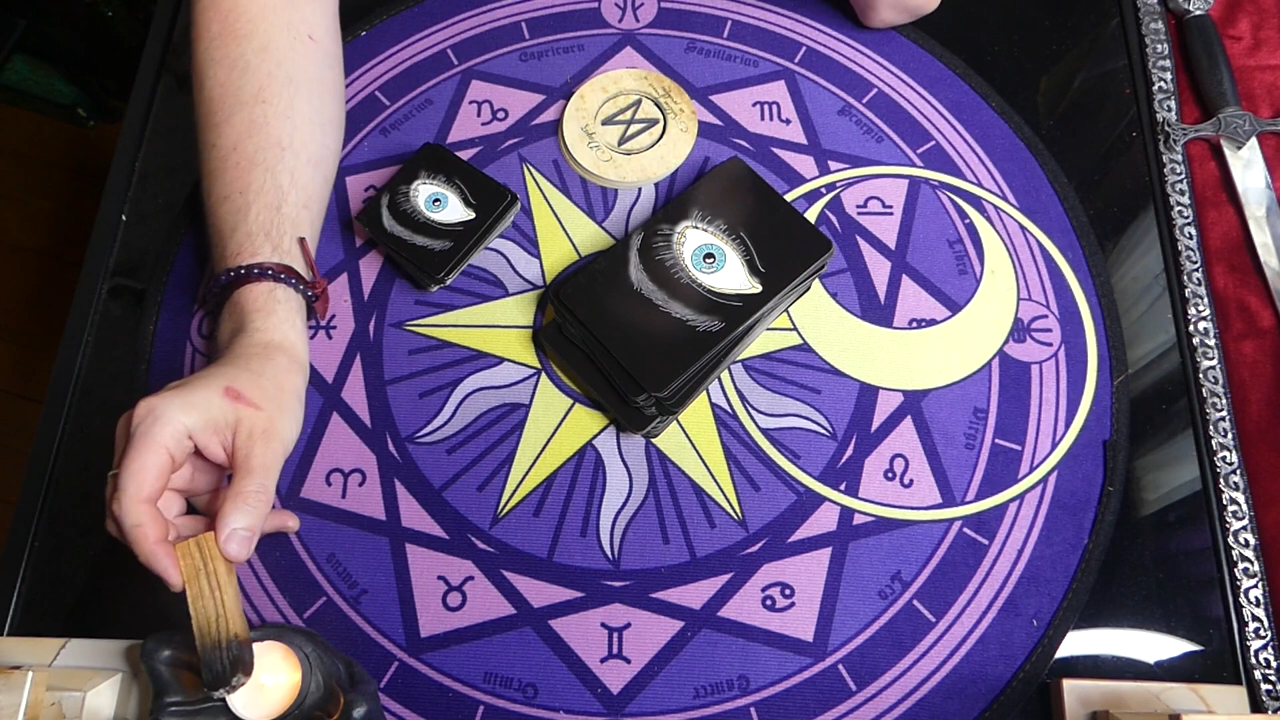 Capricorn
Sagittarius
Aquarius
Scorpio
Libra
Virgo
Taurus
Leo
Gemini
Cancer